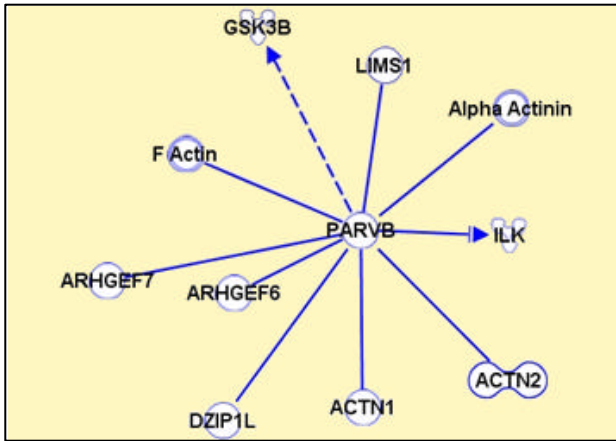 GSK3B
LIMS1
Alpha Actinin
F Actin
PARVB
ILK
ARHGEF7
ARHGEF6
ACTN2
DZIP1L
ACTN1